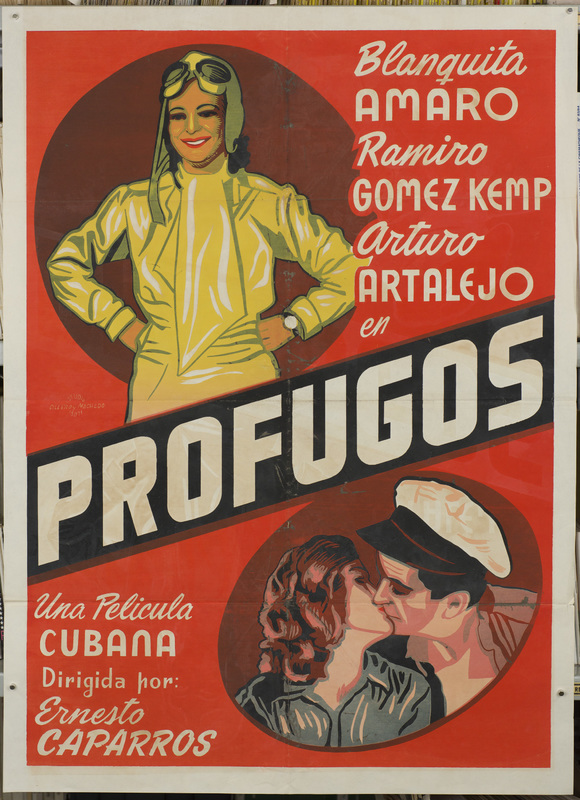 Blanquita
AMARO
Ramiro
GOMEZ KEMP
Arturo
ARTALEJO
en
PROFUGOS
Una Pelicula
CUBANA
Dirigida por:
Ernesto
CAPARROS